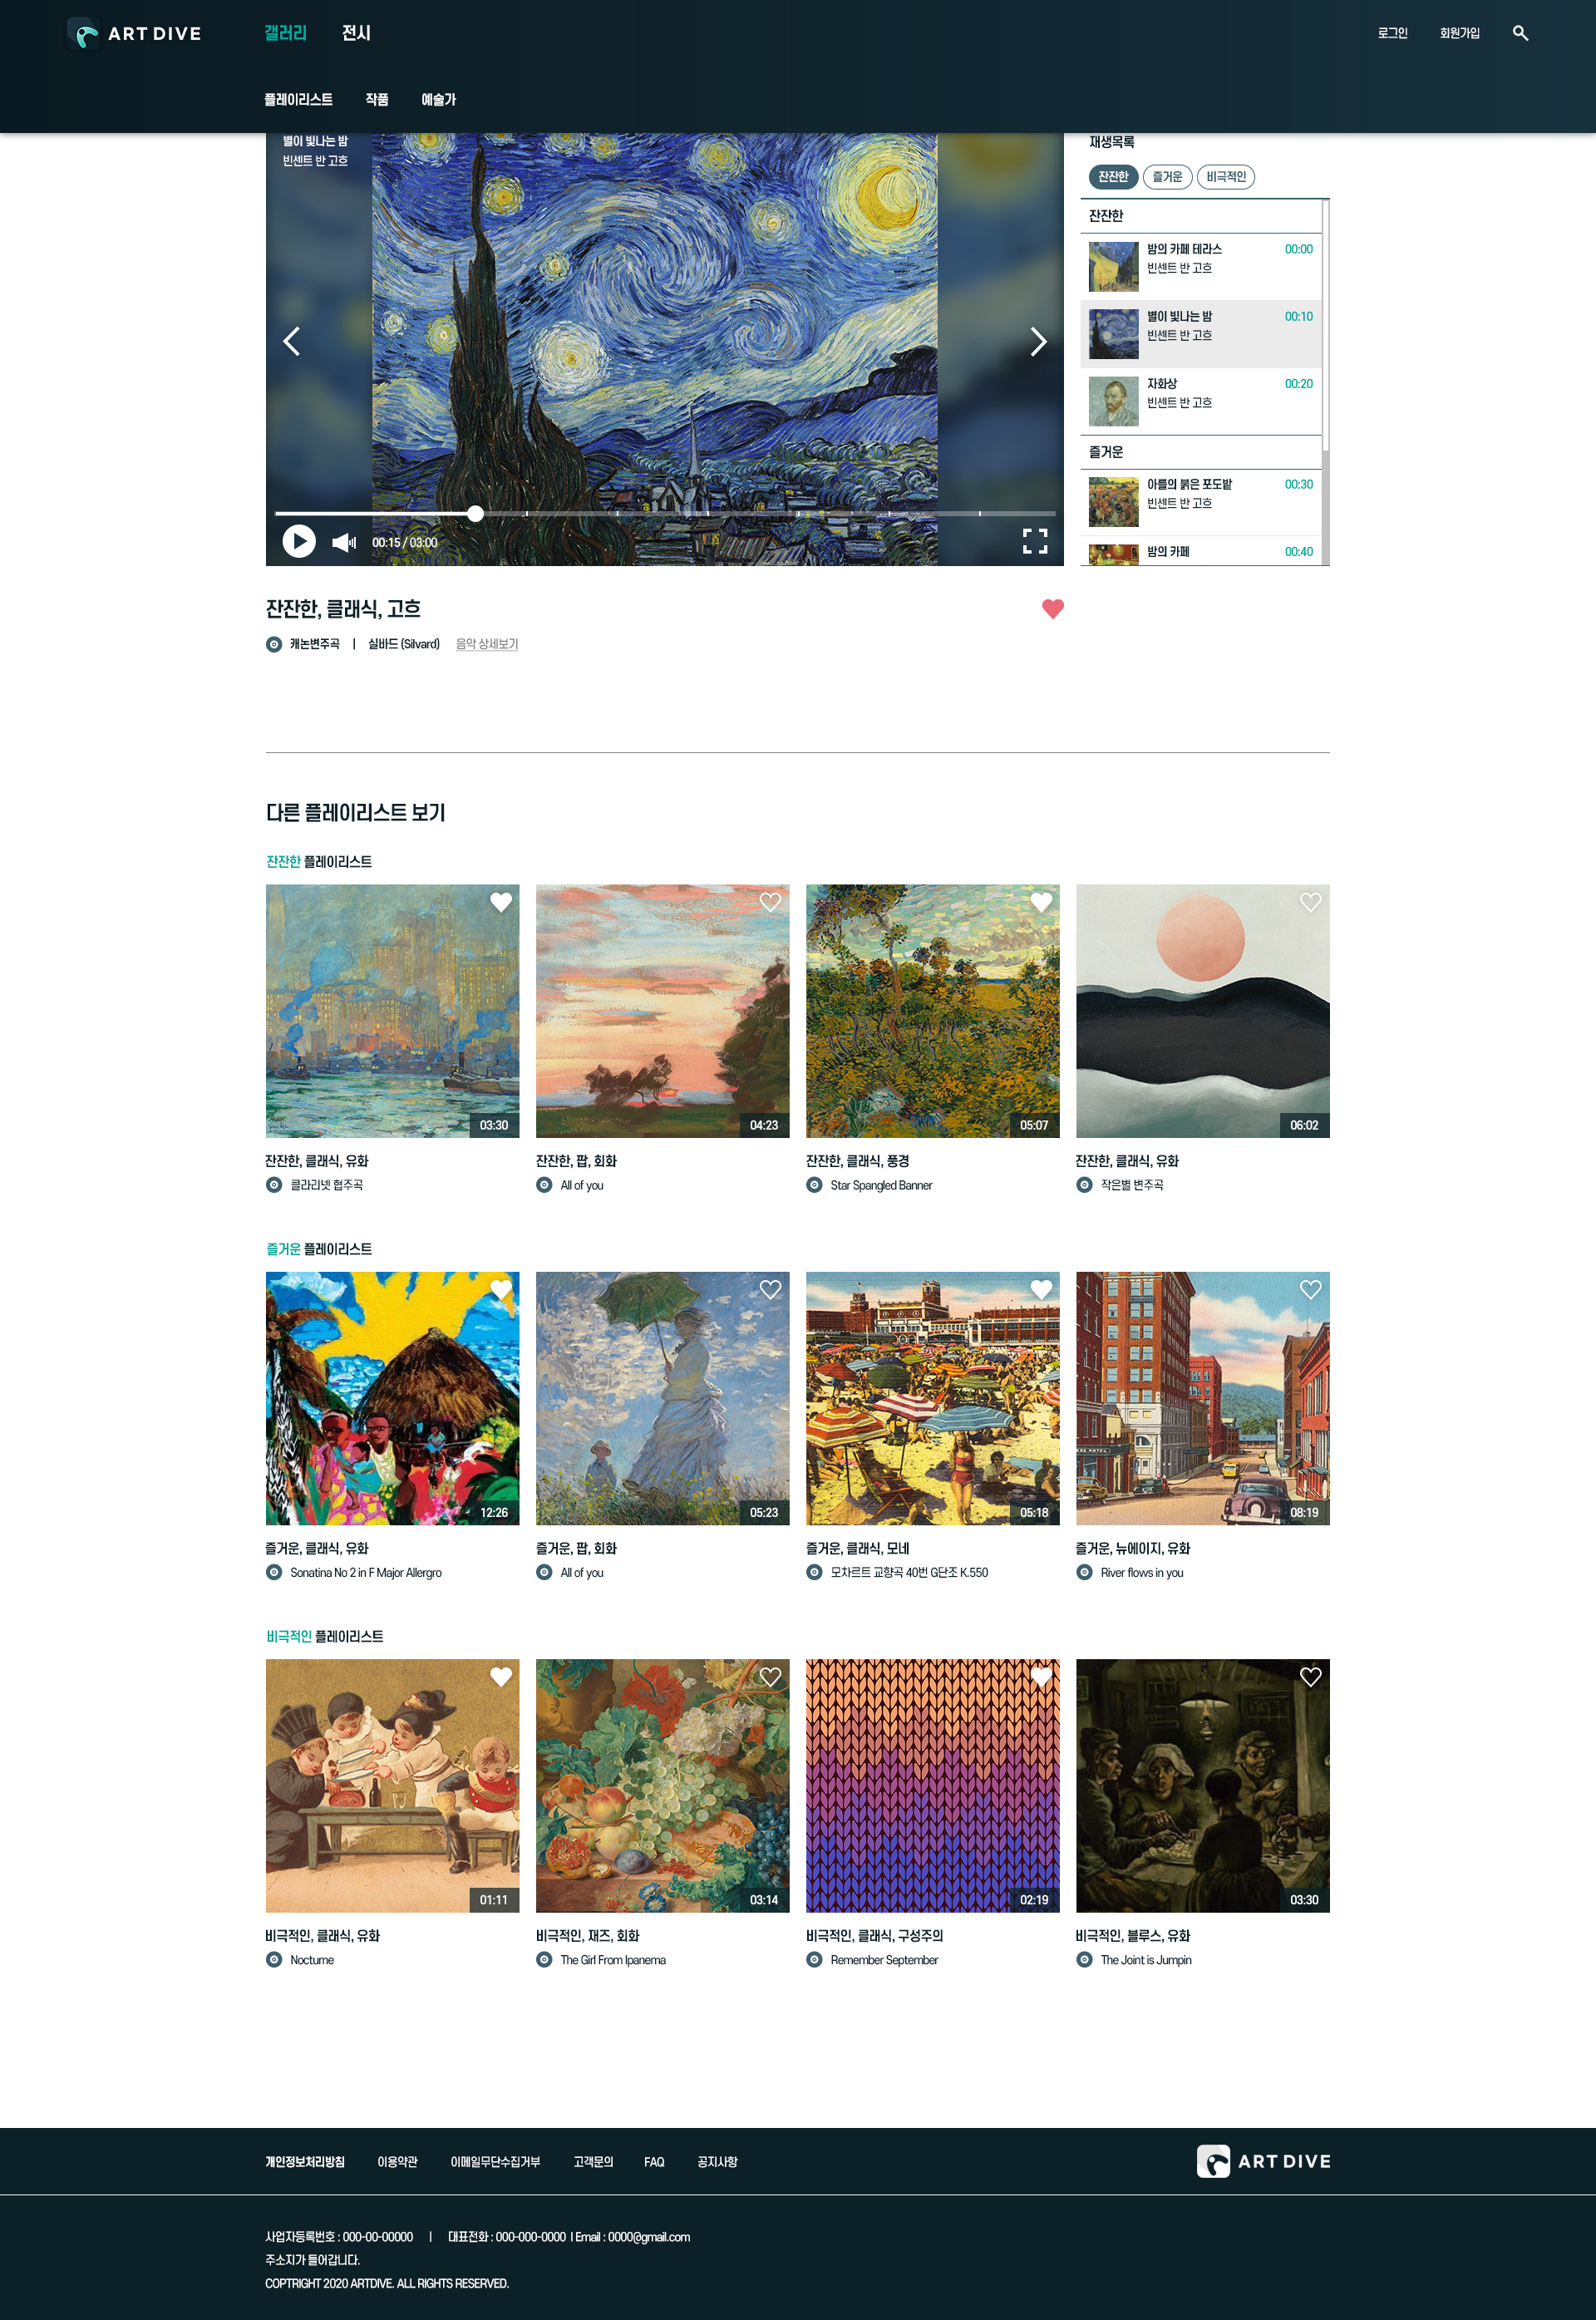 ART DIVE
갤러리
전시
로그인
회원가입
플레이리스트
작품
예술가
별이 빛나는 밤
빈센트 반 고흐
00:15 / 03:00
재생목록
잔잔한
즐거운
비극적인
잔잔한
밤의 카페 테라스
00:00
빈센트 반 고흐
별이 빛나는 밤
00:10
빈센트 반 고흐
자화상
00:20
빈센트 반 고흐
즐거운
아를의 붉은 포도밭
00:30
빈센트 반 고흐
밤의 카페
00:40
잔잔한, 클래식, 고흐
캐논변주곡 | 실바드 (Silvard) 음악 상세보기
다른 플레이리스트 보기
잔잔한 플레이리스트
03:30
04:23
05:07
06:02
잔잔한, 클래식, 유화
클라리넷 협주곡
잔잔한, 팝, 회화
All of you
잔잔한, 클래식, 풍경
Star Spangled Banner
잔잔한, 클래식, 유화
작은별 변주곡
즐거운 플레이리스트
12:26
05:23
05:18
08:19
즐거운, 클래식, 유화
Sonatina No 2 in F Major Allergro
즐거운, 팝, 회화
All of you
즐거운, 클래식, 모네
모차르트 교향곡 40번 G단조 K.550
즐거운, 뉴에이지, 유화
River flows in you
비극적인 플레이리스트
01:11
03:14
02:19
03:30
비극적인, 클래식, 유화
Nocturne
비극적인, 재즈, 회화
The Girl From Ipanema
비극적인, 클래식, 구성주의
Remember September
비극적인, 블루스, 유화
The Joint is Jumpin
개인정보처리방침
이용약관
이메일무단수집거부
고객문의
FAQ
공지사항
ART DIVE
사업자등록번호 : 000-00-00000 | 대표전화 : 000-000-0000 | Email : 0000@gmail.com
주소지가 들어갑니다.
COPTRIGHT 2020 ARTDIVE. ALL RIGHTS RESERVED.